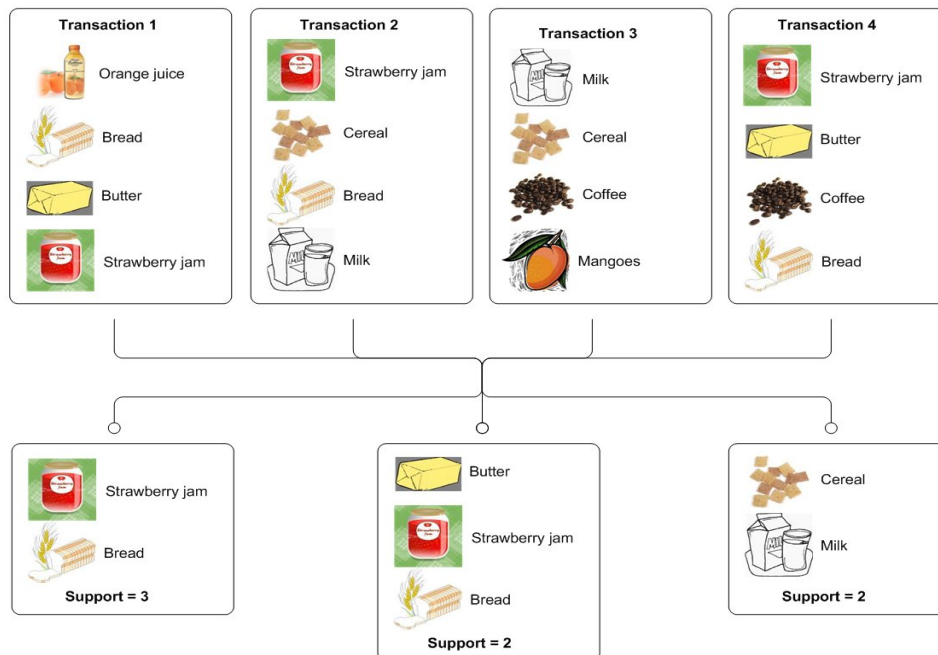 Transaction 1
Orange juice
Bread
Butter
Strawberry jam
Transaction 2
Strawberry jam
Cereal
Bread
Milk
Transaction 3
Milk
Cereal
Coffee
Mangoes
Transaction 4
Strawberry jam
Butter
Coffee
Bread
Strawberry jam
Bread
Support = 3
Butter
Strawberry jam
Bread
Support = 2
Cereal
Milk
Support = 2